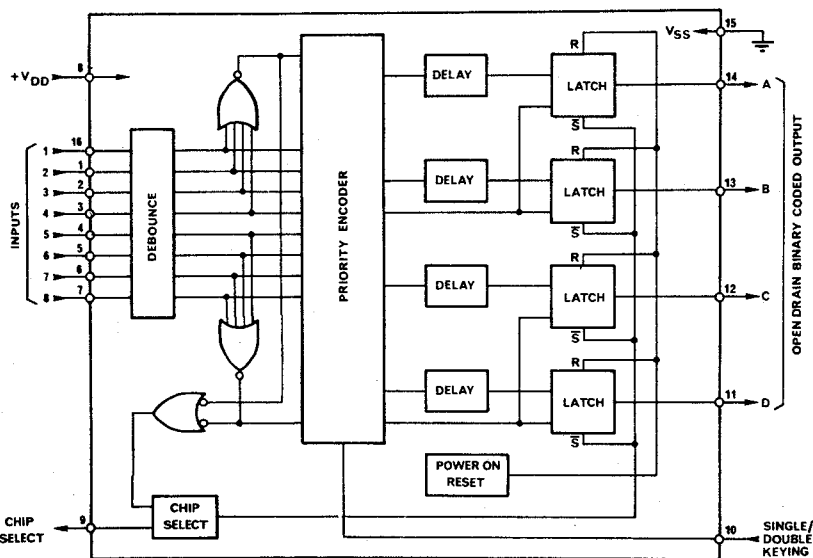 15
VSS
+VDD
8
R
DELAY
LATCH
14
A
S̅
INPUTS
1
16
2
1
3
2
4
3
5
4
6
5
7
6
8
7
DEBOUNCE
PRIORITY ENCODER
R
DELAY
LATCH
13
B
S̅
R
DELAY
LATCH
12
C
S̅
R
DELAY
LATCH
11
D
S̅
OPEN DRAIN BINARY CODED OUTPUT
POWER ON
RESET
CHIP
SELECT
9
CHIP
SELECT
10
SINGLE/
DOUBLE
KEYING